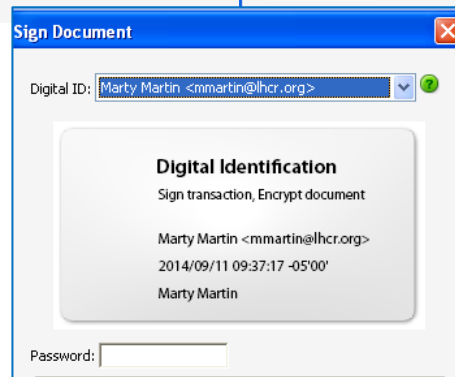 Sign Document
Digital ID: Marty Martin <mmartin@lhcr.org>
Digital Identification
Sign transaction, Encrypt document
Marty Martin <mmartin@lhcr.org>
2014/09/11 09:37:17 -05'00'
Marty Martin
Password: